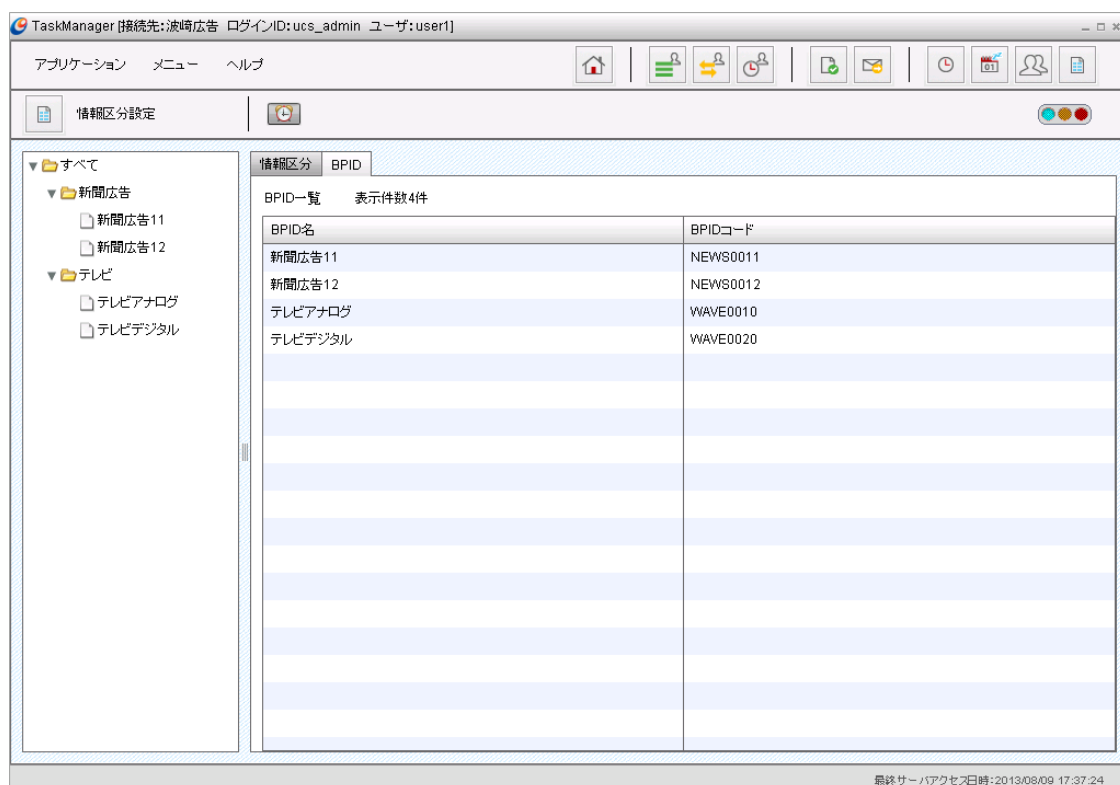 TaskManager [接続先:波崎広告 ログインID:ucs_admin ユーザ:user1]
アプリケーション メニュー ヘルプ
情報区分設定
すべて
新聞広告
新聞広告11
新聞広告12
テレビ
テレビアナログ
テレビデジタル
情報区分 BPID
BPID一覧 表示件数4件
BPID名 BPIDコード
新聞広告11 NEWS0011
新聞広告12 NEWS0012
テレビアナログ WAVE0010
テレビデジタル WAVE0020
最終サーバアクセス日時:2013/08/09 17:37:24